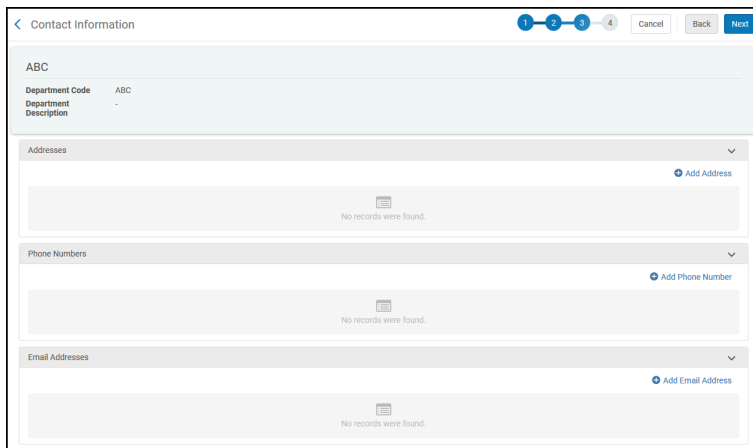 Contact Information 1 2 3 4 Cancel Back Next
ABC
Department Code ABC
Department Description -
Addresses
Add Address
No records were found.
Phone Numbers
Add Phone Number
No records were found.
Email Addresses
Add Email Address
No records were found.